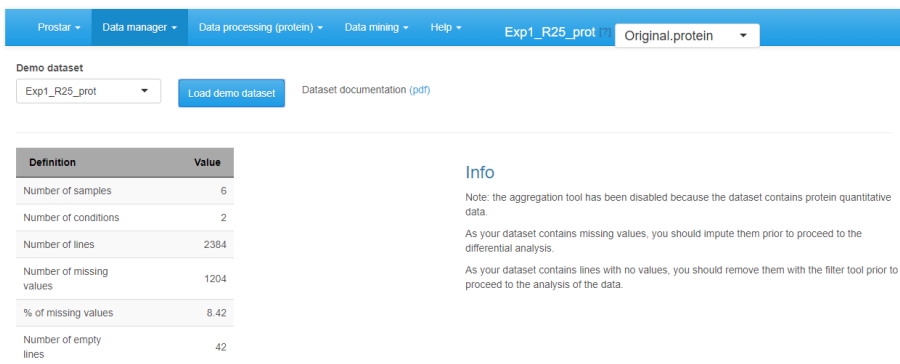 Prostar Data manager Data processing (protein) Data mining Help Exp1_R25_prot [?] Original.protein
Demo dataset
Exp1_R25_prot Load demo dataset Dataset documentation (pdf)
Definition Value
Number of samples 6
Number of conditions 2
Number of lines 2384
Number of missing
values 1204
% of missing values 8.42
Number of empty
lines 42
Info
Note: the aggregation tool has been disabled because the dataset contains protein quantitative
data.
As your dataset contains missing values, you should impute them prior to proceed to the
differential analysis.
As your dataset contains lines with no values, you should remove them with the filter tool prior to
proceed to the analysis of the data.